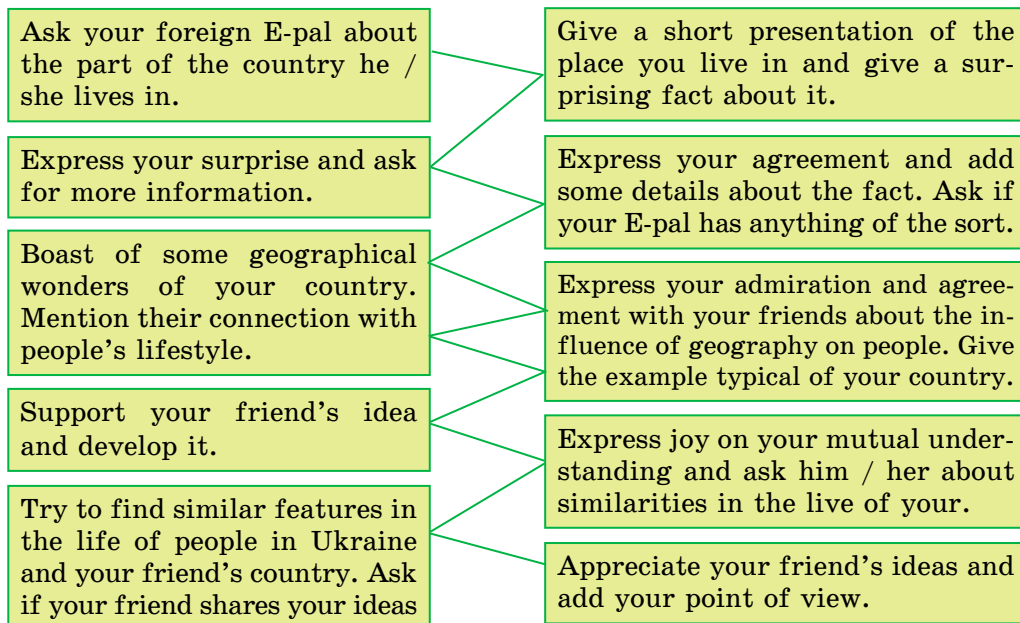 Ask your foreign E-pal about
the part of the country he /
she lives in.
Give a short presentation of the
place you live in and give a sur-
prising fact about it.
Express your surprise and ask
for more information.
Express your agreement and add
some details about the fact. Ask if
your E-pal has anything of the sort.
Boast of some geographical
wonders of your country.
Mention their connection with
people's lifestyle.
Express your admiration and agree-
ment with your friends about the in-
fluence of geography on people. Give
the example typical of your country.
Support your friend's idea
and develop it.
Express joy on your mutual under-
standing and ask him / her about
similarities in the live of your.
Try to find similar features in
the life of people in Ukraine
and your friend's country. Ask
if your friend shares your ideas
Appreciate your friend's ideas and
add your point of view.